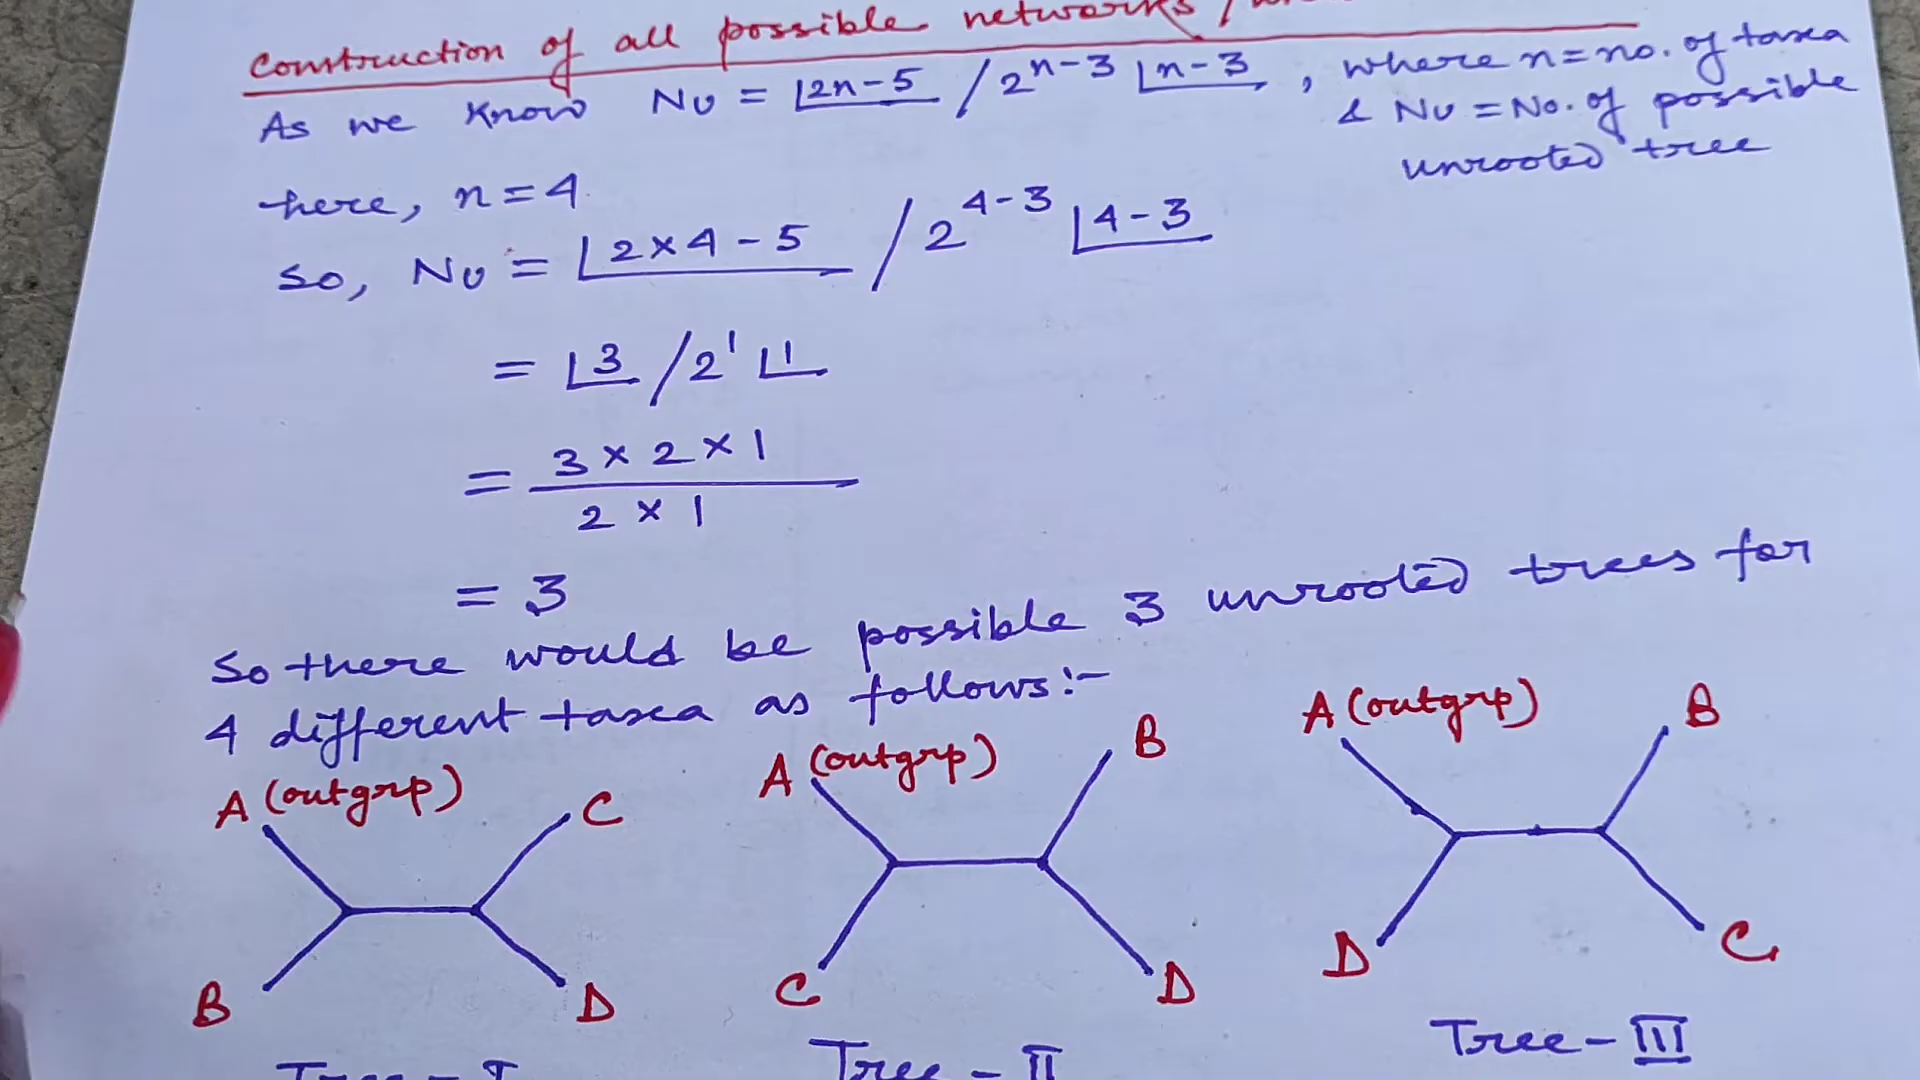 Construction of all possible networks /
As we know Nu = ⌊2n-5 / 2^n-3 ⌊n-3 , where n = no. of taxa
& Nu = No. of possible
unrooted tree
here, n = 4
So, Nu = ⌊2×4-5 / 2^4-3 ⌊4-3
= ⌊3 / 2^1 ⌊1
= 3 × 2 × 1
2 × 1
= 3
So there would be possible 3 unrooted trees for
4 different taxa as follows:-
A (outgrp) C
B D
Tree - I
A (outgrp) B
C D
Tree - II
A (outgrp) B
D C
Tree - III